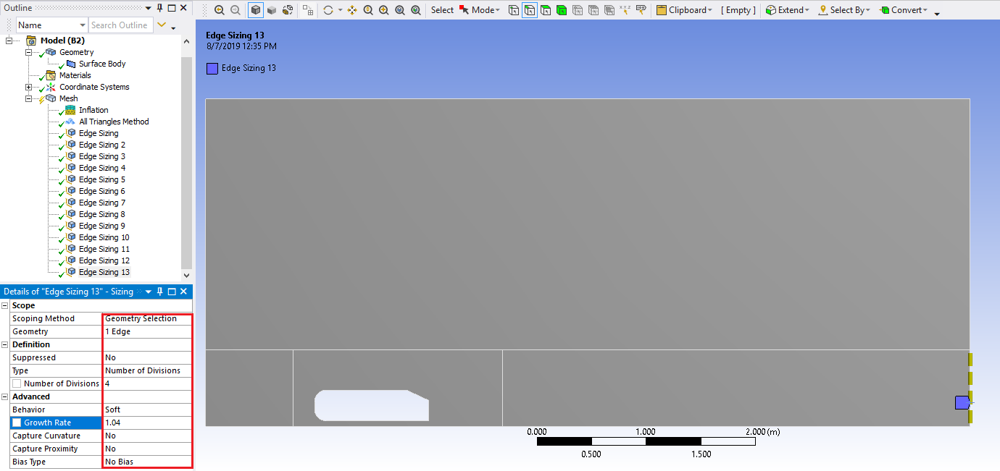 Outline
Name Search Outline
Model (B2)
Geometry
Surface Body
Materials
Coordinate Systems
Mesh
Inflation
All Triangles Method
Edge Sizing
Edge Sizing 2
Edge Sizing 3
Edge Sizing 4
Edge Sizing 5
Edge Sizing 6
Edge Sizing 7
Edge Sizing 8
Edge Sizing 9
Edge Sizing 10
Edge Sizing 11
Edge Sizing 12
Edge Sizing 13
Details of "Edge Sizing 13" - Sizing
Scope
Scoping Method Geometry Selection
Geometry 1 Edge
Definition
Suppressed No
Type Number of Divisions
Number of Divisions 4
Advanced
Behavior Soft
Growth Rate 1.04
Capture Curvature No
Capture Proximity No
Bias Type No Bias
Select Mode Clipboard [ Empty ] Extend Select By Convert
Edge Sizing 13
8/7/2019 12:35 PM
Edge Sizing 13
0.000 1.000 2.000 (m)
0.500 1.500